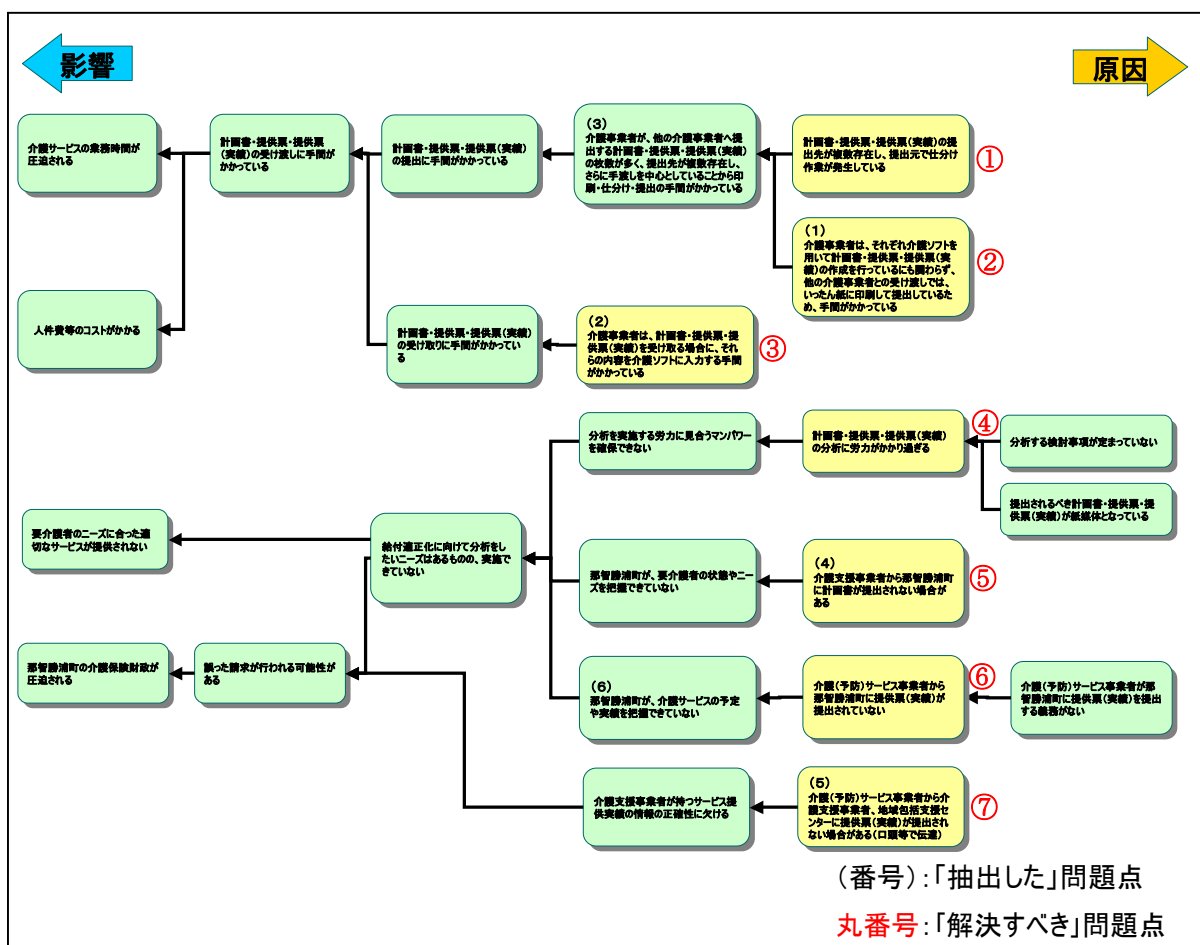 影響
原因
介護サービスの業務時間が
圧迫される
計画書・提供票・提供票
(実績)の受け渡しに手間が
かかっている
計画書・提供票・提供票(実績)
の提出に手間がかかっている
(3)
介護事業者が、他の介護事業者へ提
出する計画書・提供票・提供票(実績)
の枚数が多く、提出先が複数存在し、
さらに手渡しを中心としていることから印
刷・仕分け・提出の手間がかかっている
計画書・提供票・提供票(実績)の提
出先が複数存在し、提出元で仕分け
作業が発生している
①
(1)
介護事業者は、それぞれ介護ソフトを
用いて計画書・提供票・提供票(実
績)の作成を行っているにも関わらず、
他の介護事業者との受け渡しでは、
いったん紙に印刷して提出しているた
め、手間がかかっている
②
人件費等のコストがかかる
計画書・提供票・提供票(実績)
の受け取りに手間がかかってい
る
(2)
介護事業者は、計画書・提供票・提
供票(実績)を受け取る場合に、それ
らの内容を介護ソフトに入力する手間
がかかっている
③
分析を実施する労力に見合うマンパワー
を確保できない
計画書・提供票・提供票(実績)
の分析に労力がかかり過ぎる
④
分析する検討事項が定まっていない
提出されるべき計画書・提供票・提
供票(実績)が紙媒体となっている
要介護者のニーズに合った適
切なサービスが提供されない
給付適正化に向けて分析をし
たいニーズはあるものの、実施で
きていない
那智勝浦町が、要介護者の状態やニー
ズを把握できていない
(4)
介護支援事業者から那智勝浦町
に計画書が提出されない場合が
ある
⑤
那智勝浦町の介護保険財政が
圧迫される
誤った請求が行われる可能性が
ある
(6)
那智勝浦町が、介護サービスの予定
や実績を把握できていない
介護(予防)サービス事業者から
那智勝浦町に提供票(実績)が
提出されていない
⑥
介護(予防)サービス事業者が那
智勝浦町に提供票(実績)を提出
する義務がない
介護支援事業者が持つサービス提
供実績の情報の正確性に欠ける
(5)
介護(予防)サービス事業者から介
護支援事業者、地域包括支援セ
ンターに提供票(実績)が提出され
ない場合がある(口頭等で伝達)
⑦
(番号):「抽出した」問題点
丸番号:「解決すべき」問題点